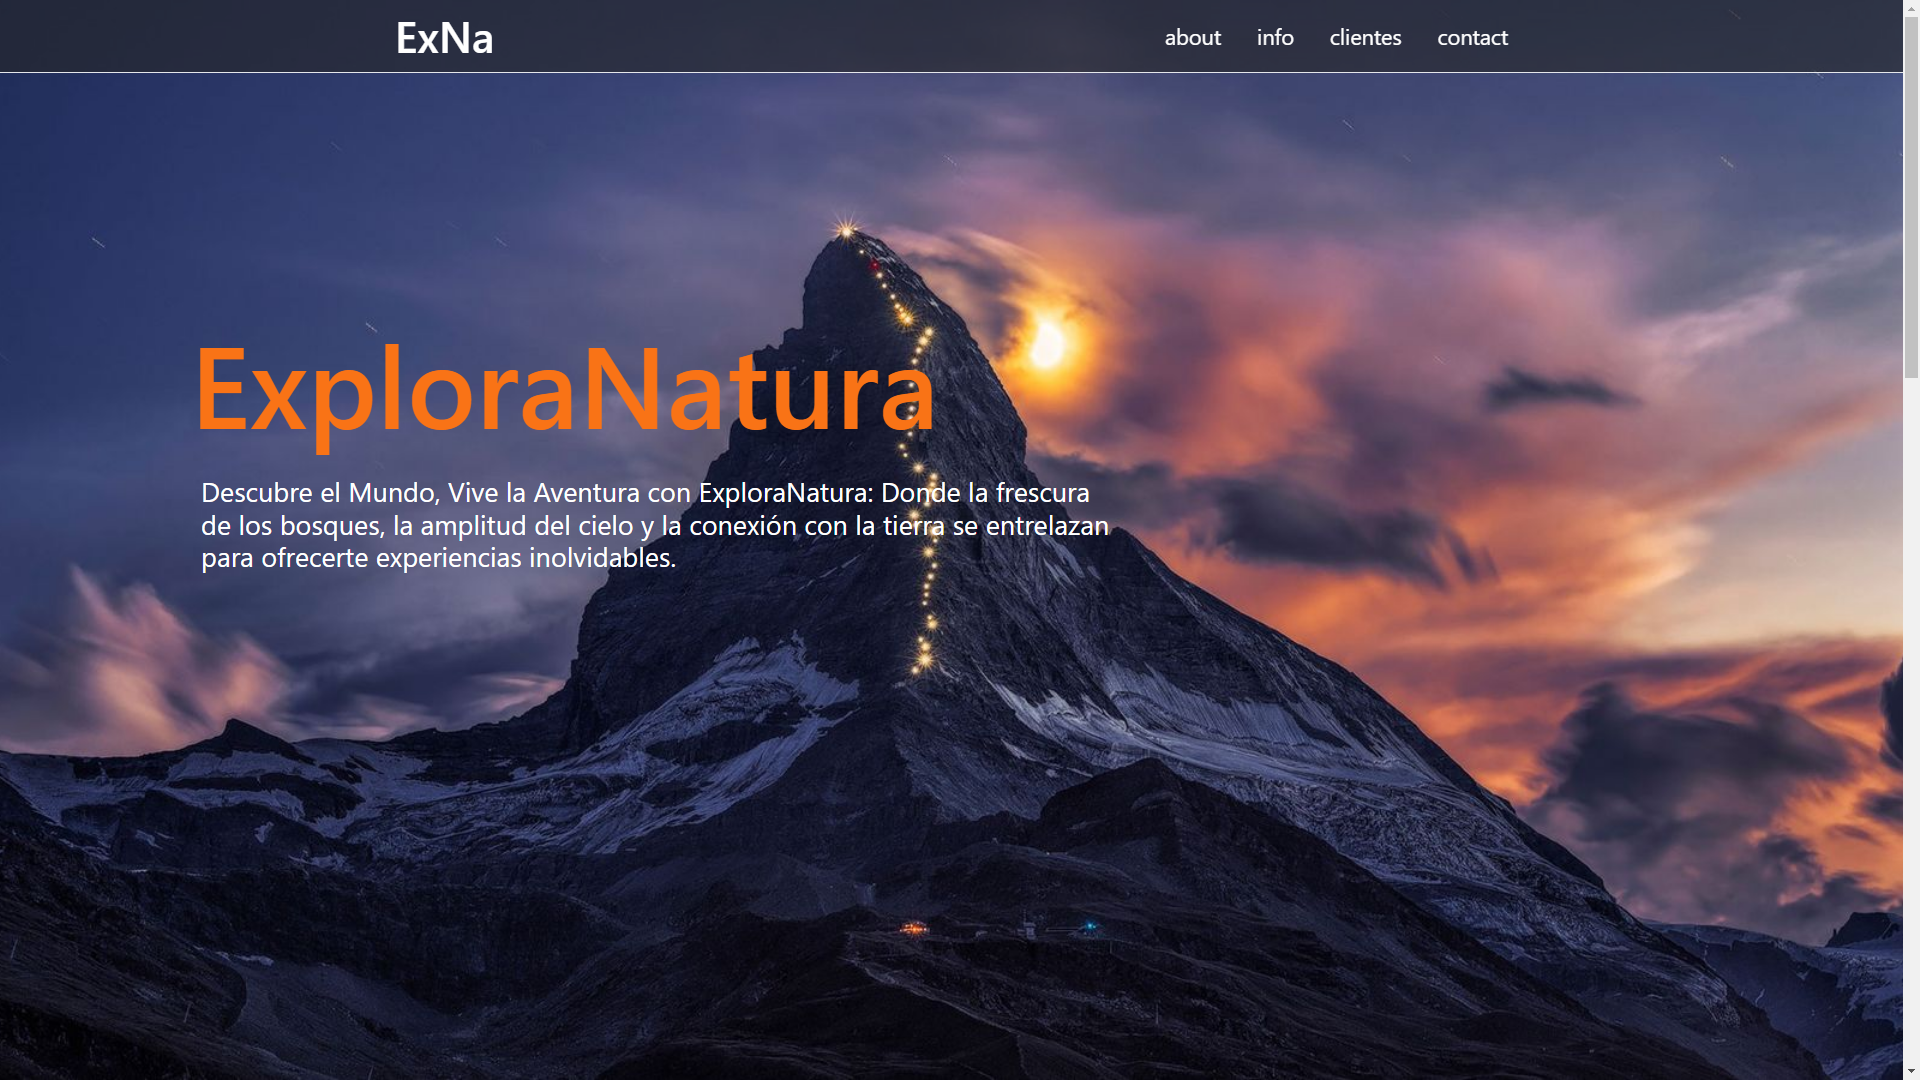 ExNa
about info clientes contact
ExploraNatura
Descubre el Mundo, Vive la Aventura con ExploraNatura: Donde la frescura
de los bosques, la amplitud del cielo y la conexión con la tierra se entrelazan
para ofrecerte experiencias inolvidables.